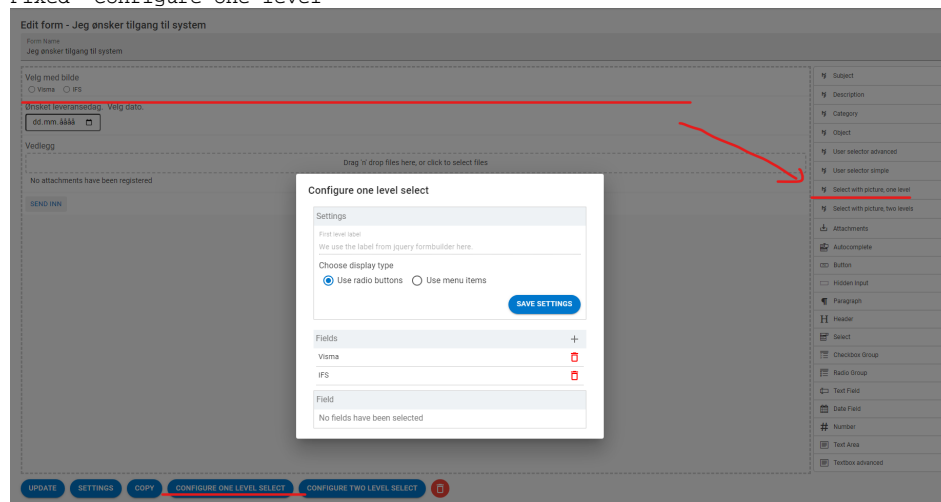 Fixed "Configure one level"
Edit form - Jeg ønsker tilgang til system
Form Name
Jeg ønsker tilgang til system
Velg med bilde
Visma IFS
Ønsket leveransedag. Velg dato.
dd.mm.åååå
Vedlegg
Drag 'n' drop files here, or click to select files
No attachments have been registered
SEND INN
Configure one level select
Settings
First level label
We use the label from jquery formbuilder here.
Choose display type
Use radio buttons Use menu items
SAVE SETTINGS
Fields +
Visma
IFS
Field
No fields have been selected
Subject
Description
Category
Object
User selector advanced
User selector simple
Select with picture, one level
Select with picture, two levels
Attachments
Autocomplete
Button
Hidden Input
Paragraph
Header
Select
Checkbox Group
Radio Group
Text Field
Date Field
Number
Text Area
Textbox advanced
UPDATE SETTINGS COPY CONFIGURE ONE LEVEL SELECT CONFIGURE TWO LEVEL SELECT